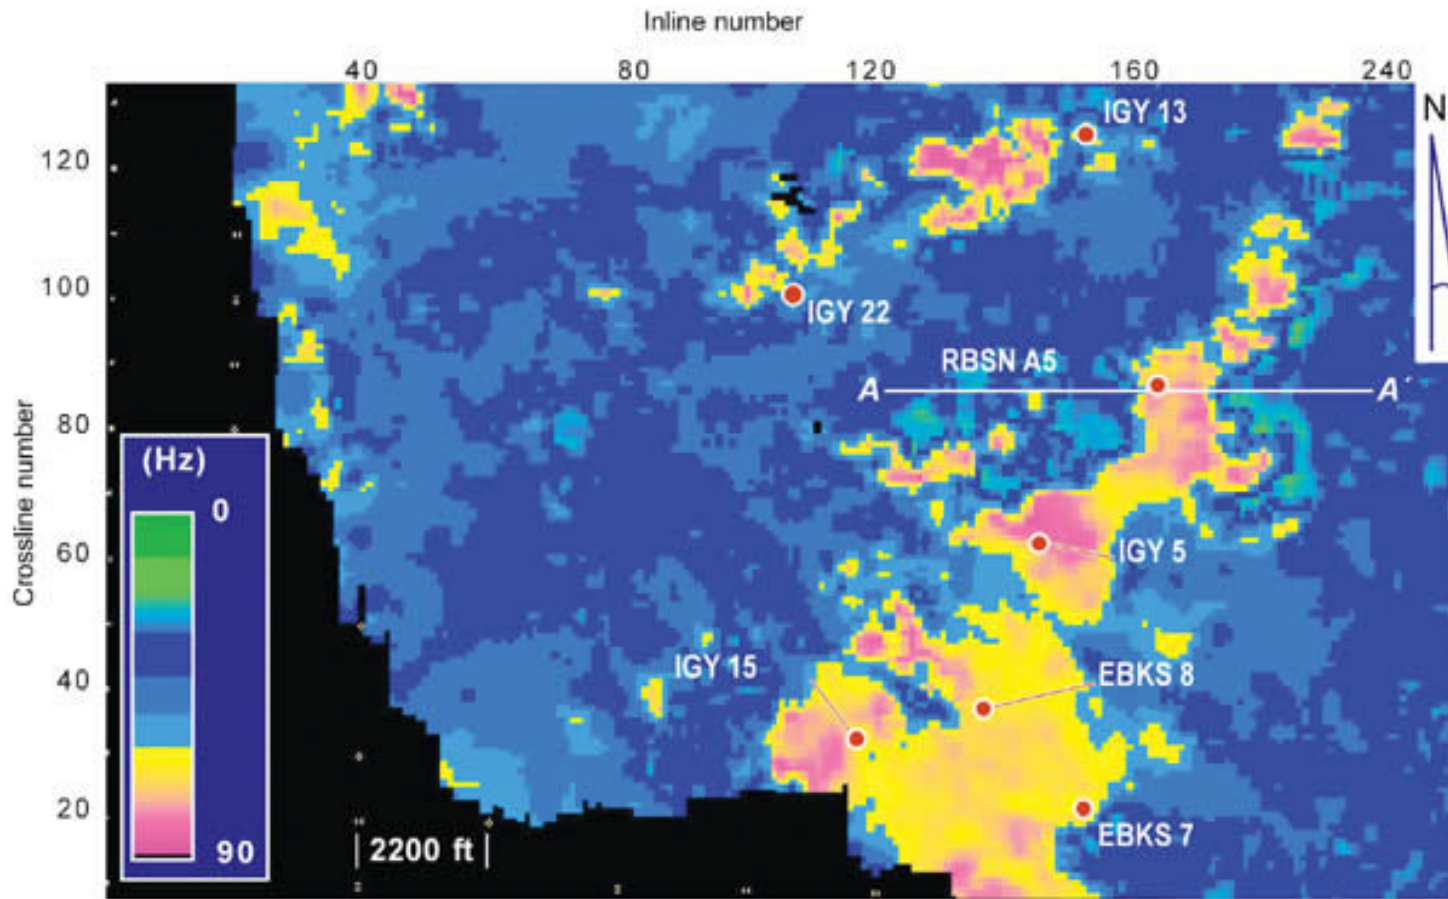 Inline number
40 80 120 160 240
N
IGY 13
120
100
IGY 22
RBSN A5
A A´
80
(Hz)
0
Crossline number
60
IGY 5
IGY 15
EBKS 8
40
20
EBKS 7
90
2200 ft